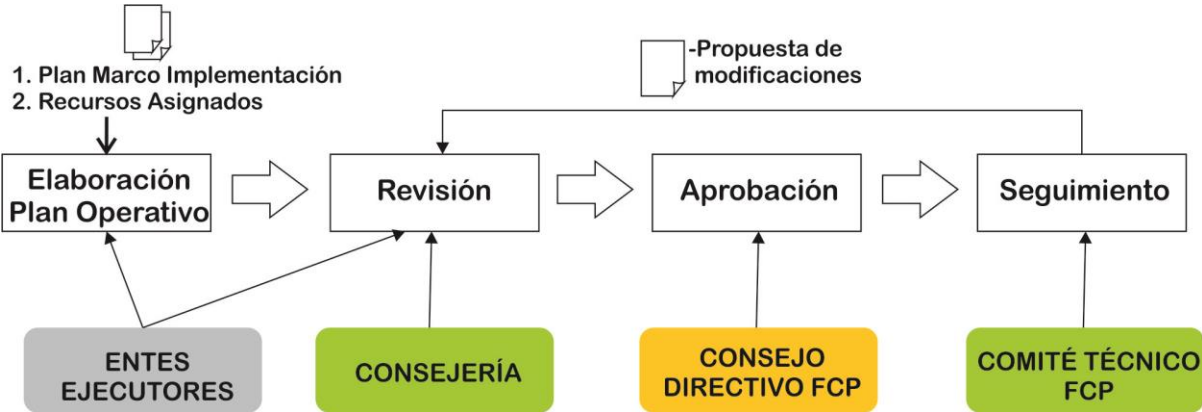 1. Plan Marco Implementación
2. Recursos Asignados
-Propuesta de
modificaciones
Elaboración
Plan Operativo
Revisión
Aprobación
Seguimiento
ENTES
EJECUTORES
CONSEJERÍA
CONSEJO
DIRECTIVO FCP
COMITÉ TÉCNICO
FCP